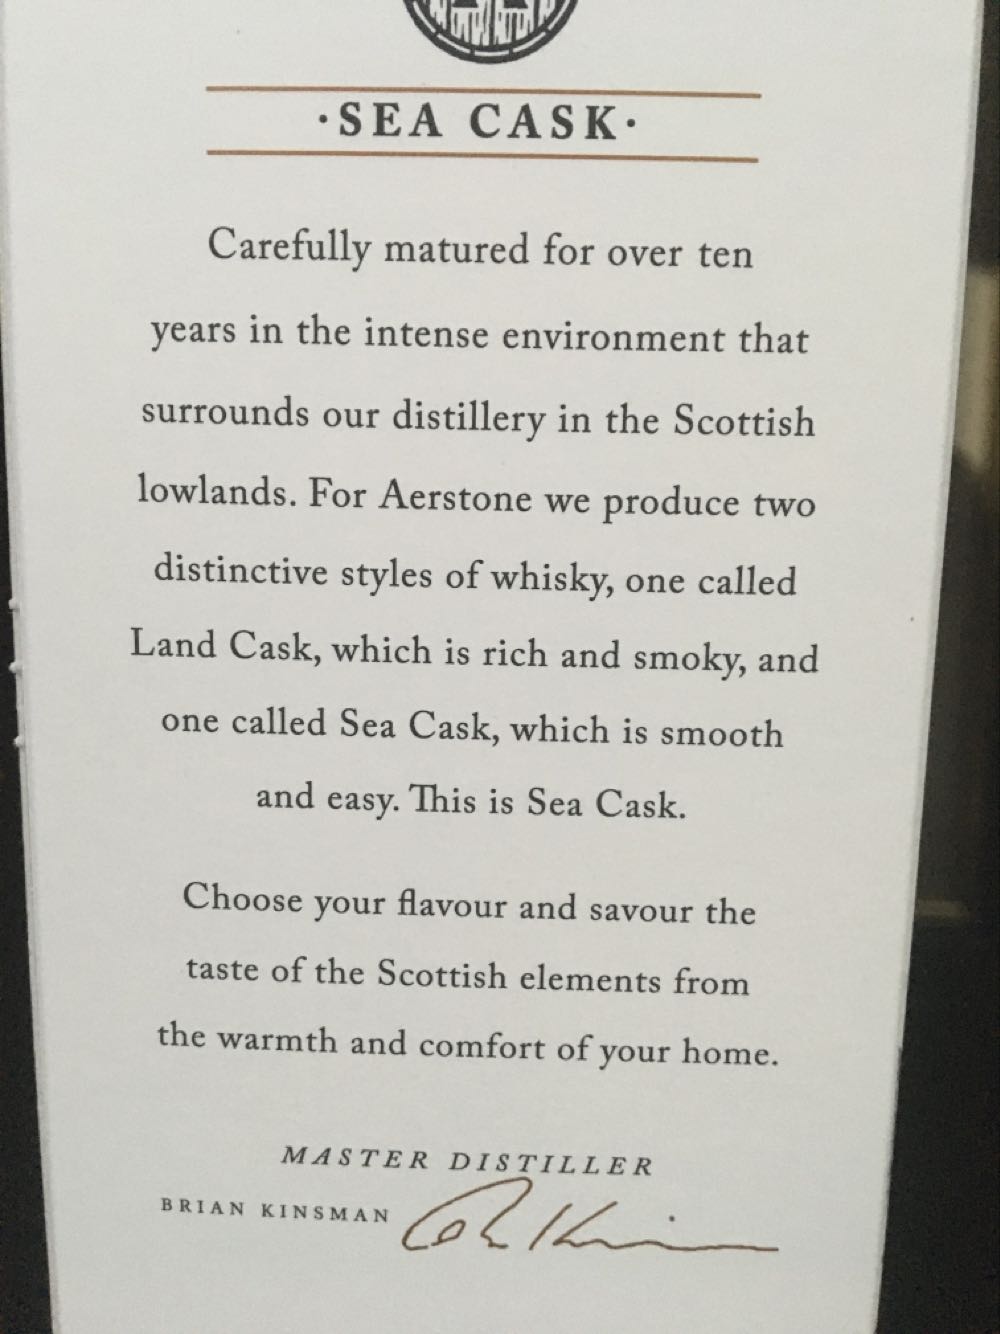 ·SEA CASK·
Carefully matured for over ten
years in the intense environment that
surrounds our distillery in the Scottish
lowlands. For Aerstone we produce two
distinctive styles of whisky, one called
Land Cask, which is rich and smoky, and
one called Sea Cask, which is smooth
and easy. This is Sea Cask.
Choose your flavour and savour the
taste of the Scottish elements from
the warmth and comfort of your home.
MASTER DISTILLER
BRIAN KINSMAN